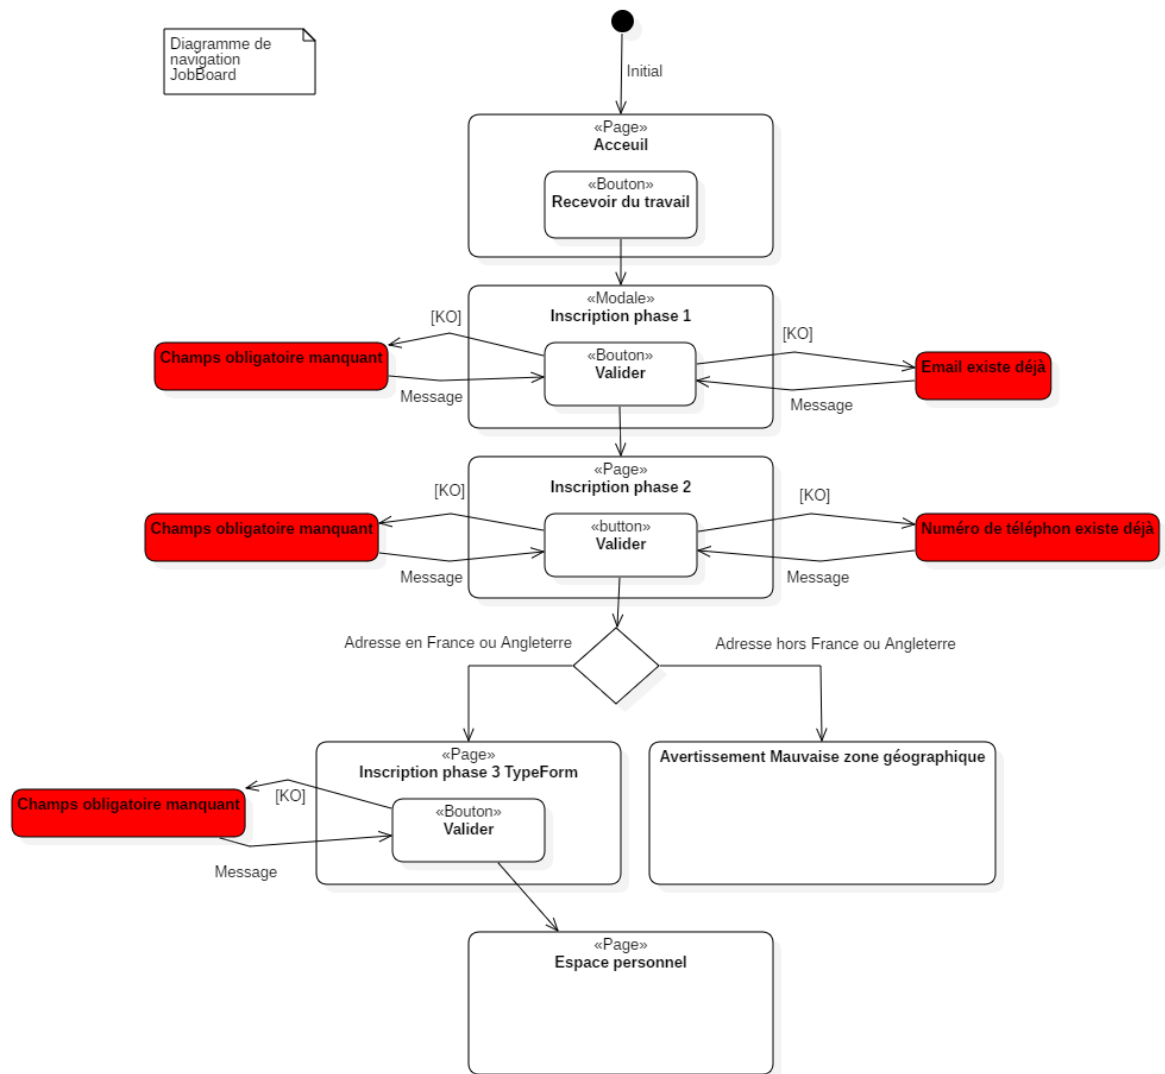 Diagramme de
navigation
JobBoard
Initial
«Page»
Acceuil
«Bouton»
Recevoir du travail
«Modale»
Inscription phase 1
[KO]
[KO]
Champs obligatoire manquant
«Bouton»
Valider
Email existe déjà
Message
Message
«Page»
Inscription phase 2
[KO]
[KO]
Champs obligatoire manquant
«button»
Valider
Numéro de téléphon existe déjà
Message
Message
Adresse en France ou Angleterre
Adresse hors France ou Angleterre
«Page»
Inscription phase 3 TypeForm
Avertissement Mauvaise zone géographique
[KO]
Champs obligatoire manquant
«Bouton»
Valider
Message
«Page»
Espace personnel